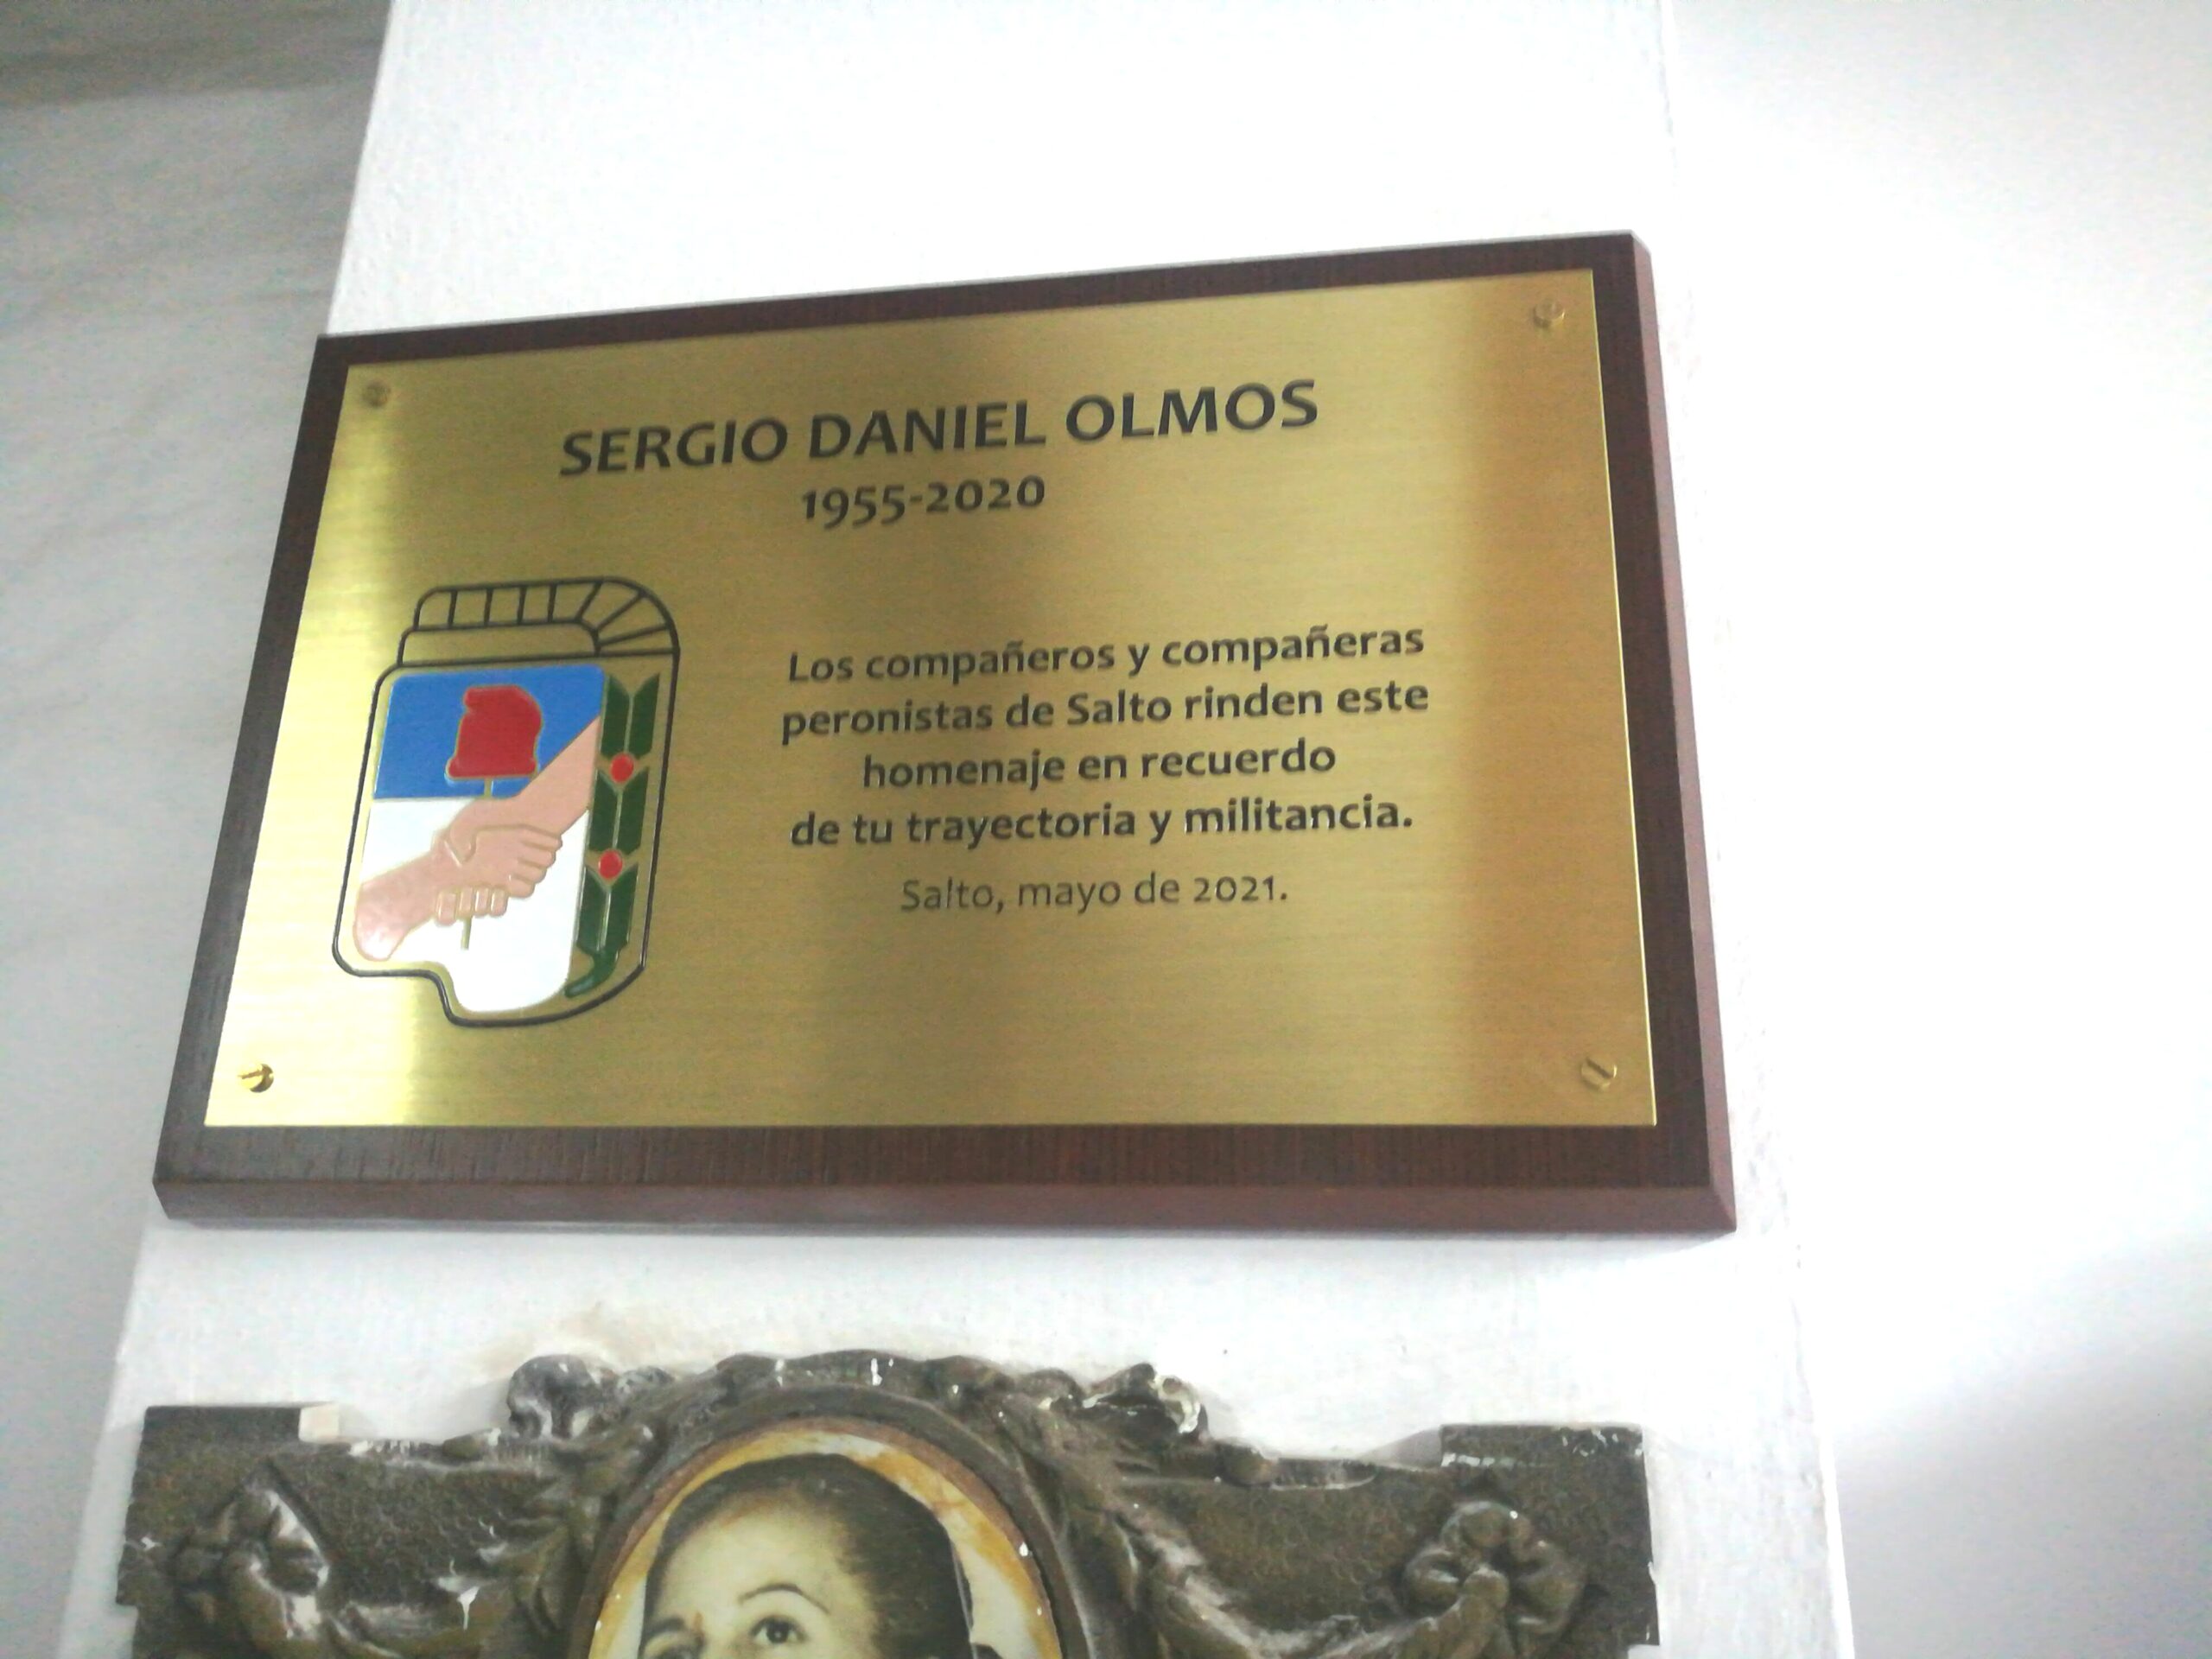 SERGIO DANIEL OLMOS
1955-2020
Los compañeros y compañeras
peronistas de Salto rinden este
homenaje en recuerdo
de tu trayectoria y militancia.
Salto, mayo de 2021.